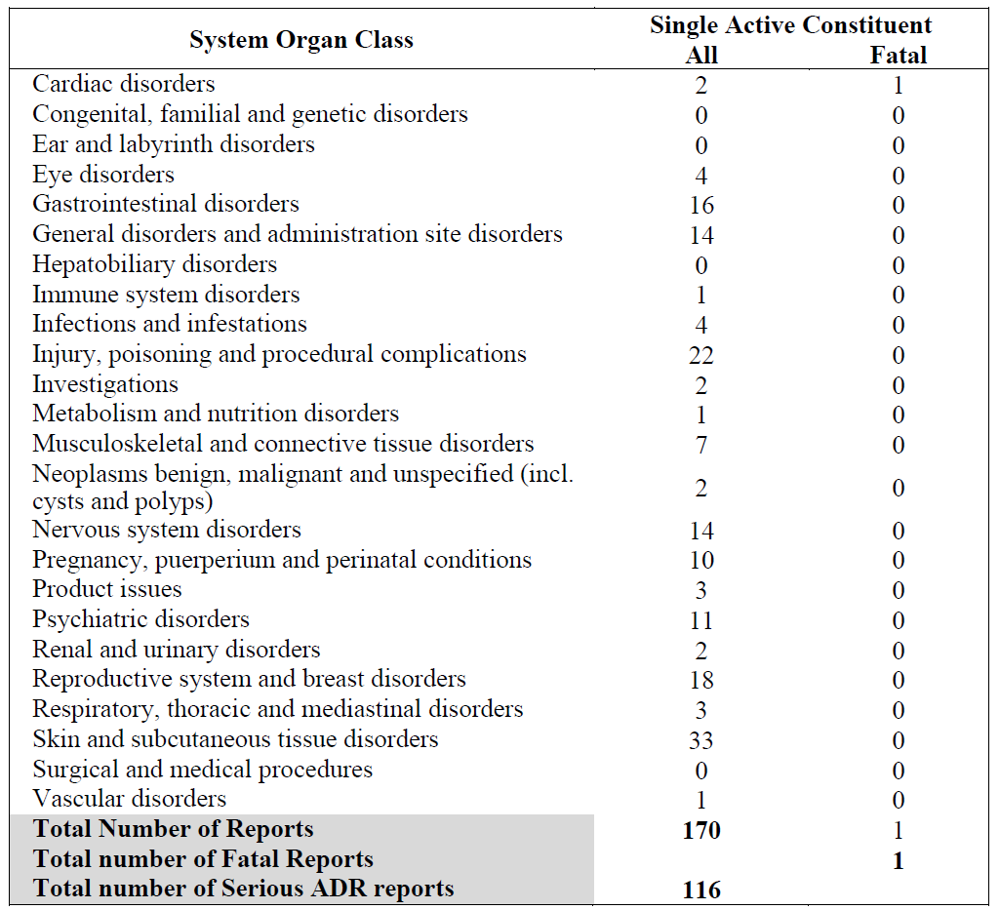 System Organ Class Single Active Constituent
All Fatal
Cardiac disorders 2 1
Congenital, familial and genetic disorders 0 0
Ear and labyrinth disorders 0 0
Eye disorders 4 0
Gastrointestinal disorders 16 0
General disorders and administration site disorders 14 0
Hepatobiliary disorders 0 0
Immune system disorders 1 0
Infections and infestations 4 0
Injury, poisoning and procedural complications 22 0
Investigations 2 0
Metabolism and nutrition disorders 1 0
Musculoskeletal and connective tissue disorders 7 0
Neoplasms benign, malignant and unspecified (incl.
cysts and polyps) 2 0
Nervous system disorders 14 0
Pregnancy, puerperium and perinatal conditions 10 0
Product issues 3 0
Psychiatric disorders 11 0
Renal and urinary disorders 2 0
Reproductive system and breast disorders 18 0
Respiratory, thoracic and mediastinal disorders 3 0
Skin and subcutaneous tissue disorders 33 0
Surgical and medical procedures 0 0
Vascular disorders 1 0
Total Number of Reports 170 1
Total number of Fatal Reports 1
Total number of Serious ADR reports 116